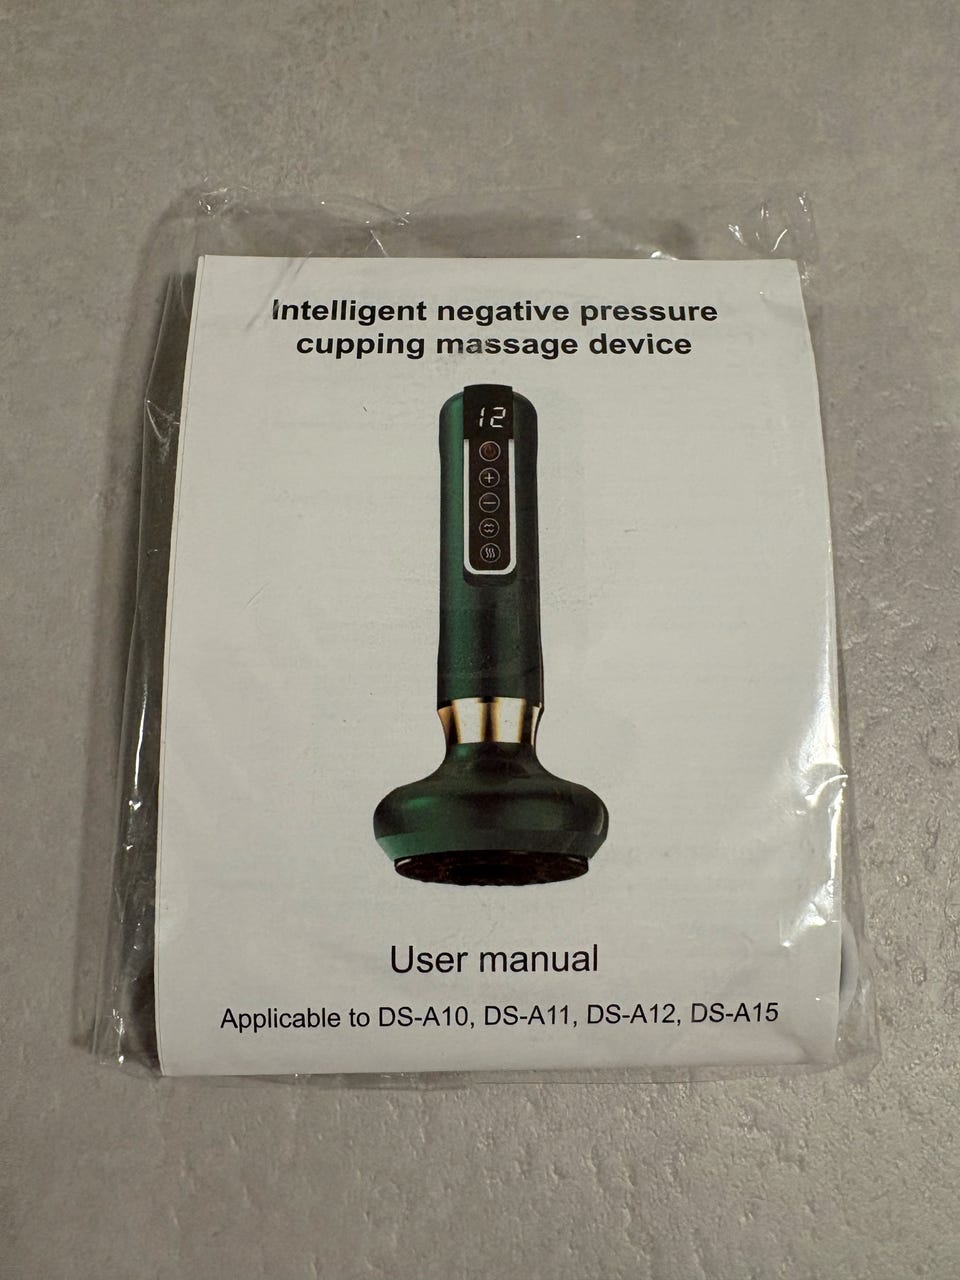 Intelligent negative pressure
cupping massage device
12
User manual
Applicable to DS-A10, DS-A11, DS-A12, DS-A15